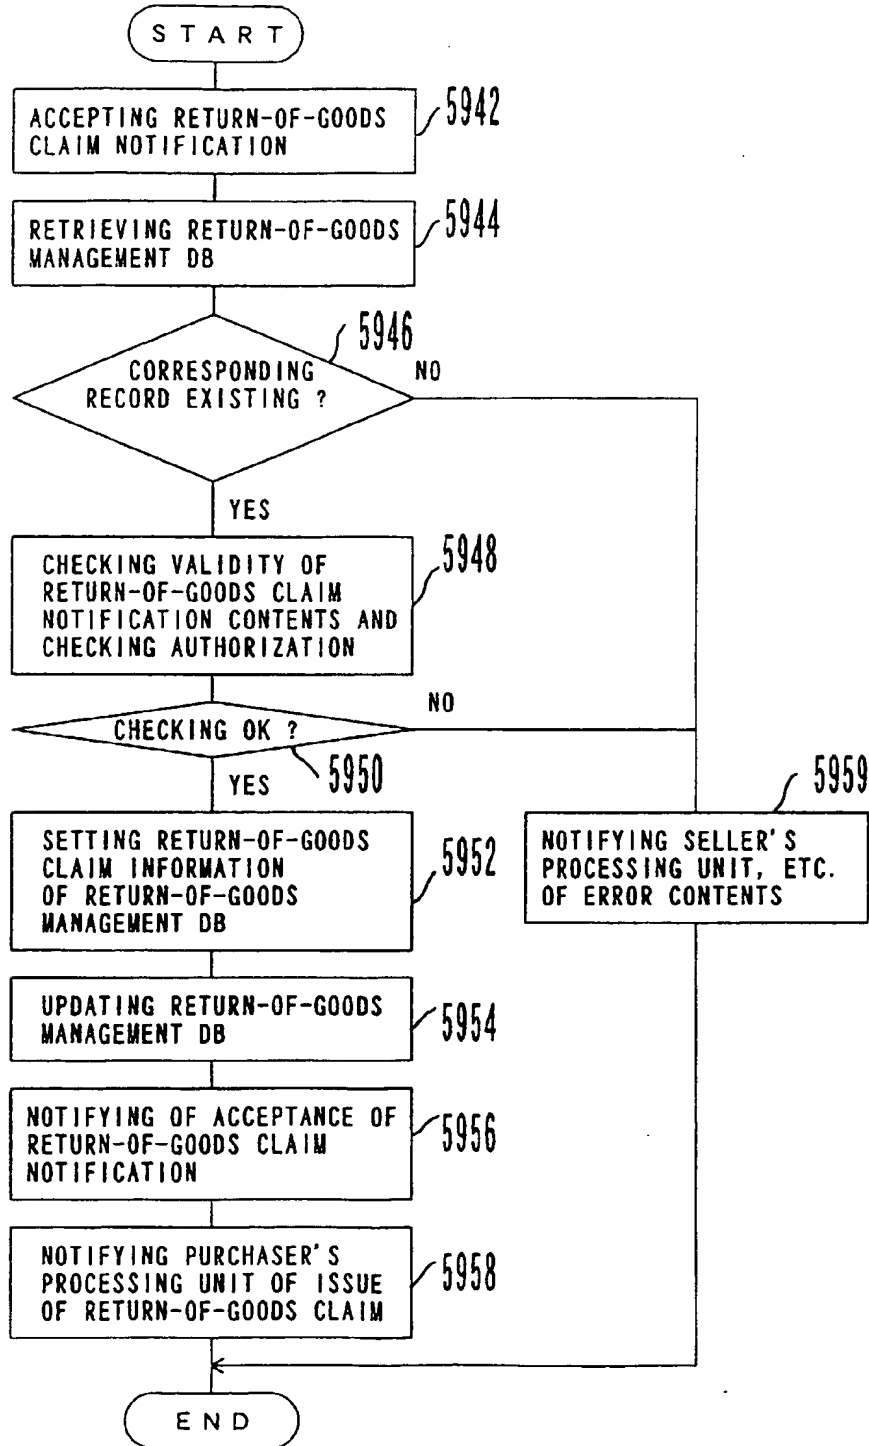 START
ACCEPTING RETURN-OF-GOODS
CLAIM NOTIFICATION
5942
RETRIEVING RETURN-OF-GOODS
MANAGEMENT DB
5944
5946
CORRESPONDING
RECORD EXISTING ?
NO
YES
CHECKING VALIDITY OF
RETURN-OF-GOODS CLAIM
NOTIFICATION CONTENTS AND
CHECKING AUTHORIZATION
5948
CHECKING OK ?
NO
5950
YES
SETTING RETURN-OF-GOODS
CLAIM INFORMATION
OF RETURN-OF-GOODS
MANAGEMENT DB
5952
5959
NOTIFYING SELLER'S
PROCESSING UNIT, ETC.
OF ERROR CONTENTS
UPDATING RETURN-OF-GOODS
MANAGEMENT DB
5954
NOTIFYING OF ACCEPTANCE OF
RETURN-OF-GOODS CLAIM
NOTIFICATION
5956
NOTIFYING PURCHASER'S
PROCESSING UNIT OF ISSUE
OF RETURN-OF-GOODS CLAIM
5958
END